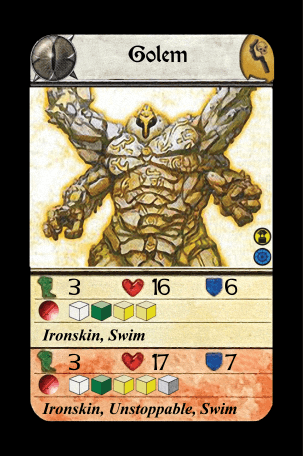 Golem
3 16 6
Ironskin, Swim
3 17 7
Ironskin, Unstoppable, Swim